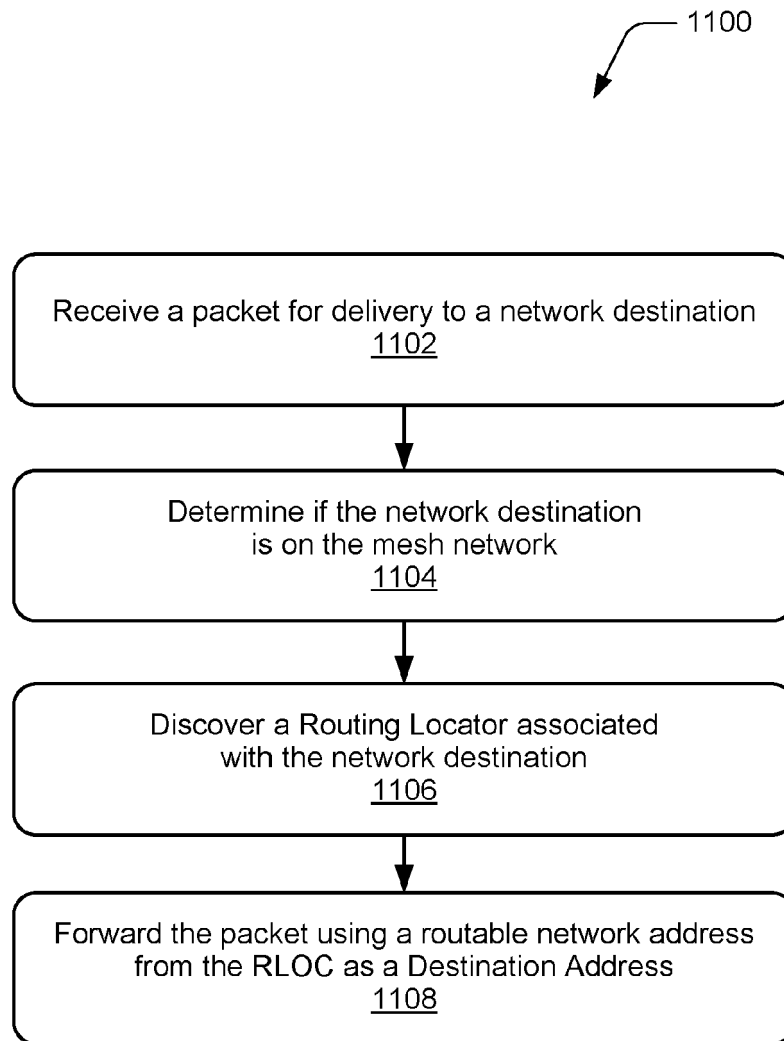 1100
Receive a packet for delivery to a network destination
1102
Determine if the network destination
is on the mesh network
1104
Discover a Routing Locator associated
with the network destination
1106
Forward the packet using a routable network address
from the RLOC as a Destination Address
1108